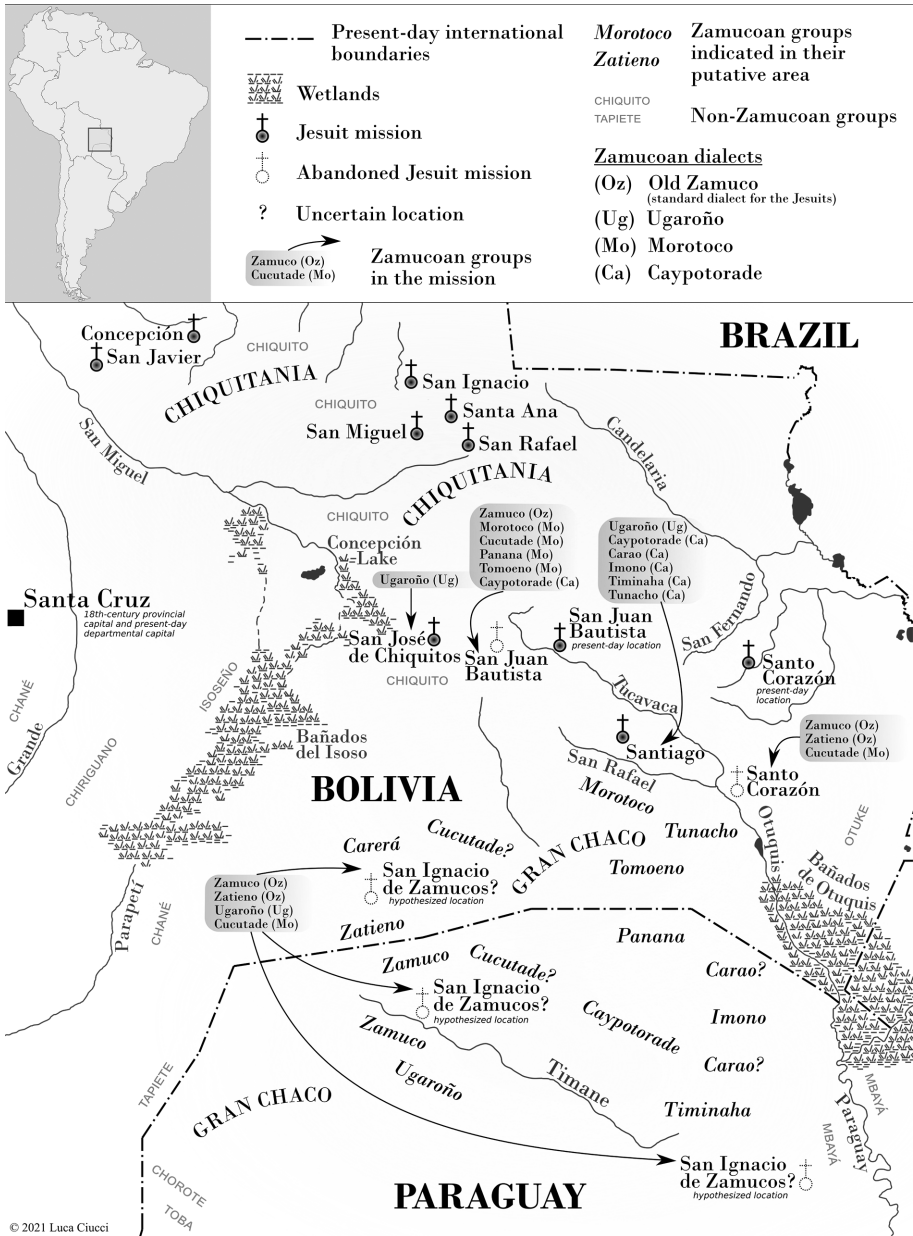 Present-day international
boundaries
Wetlands
Jesuit mission
Abandoned Jesuit mission
? Uncertain location
Zamuco (Oz)
Cucutade (Mo)
Zamucoan groups
in the mission
Morotoco
Zatieno
Zamucoan groups
indicated in their
putative area
CHIQUITO
TAPIETE
Non-Zamucoan groups
Zamucoan dialects
(Oz) Old Zamuco
(standard dialect for the Jesuits)
(Ug) Ugaroño
(Mo) Morotoco
(Ca) Caypotorade
BRAZIL
Concepción
San Javier
CHIQUITO
CHIQUITANIA
San Ignacio
CHIQUITO
Santa Ana
San Miguel
San Rafael
San Miguel
Candelaria
CHIQUITANIA
CHIQUITO
Concepción
Lake
Zamuco (Oz)
Morotoco (Mo)
Cucutade (Mo)
Panana (Mo)
Tomoeno (Mo)
Caypotorade (Ca)
Ugaroño (Ug)
Caypotorade (Ca)
Carao (Ca)
Imono (Ca)
Timinaha (Ca)
Tunacho (Ca)
Ugaroño (Ug)
Santa Cruz
18th-century provincial
capital and present-day
departmental capital
San José
de Chiquitos
CHIQUITO
San Juan
Bautista
San Juan
Bautista
present-day location
San Fernando
Santo
Corazón
present-day
location
CHANÉ
ISOSEÑO
Tucavaca
Grande
CHIRIGUANO
Bañados
del Isoso
Santiago
San Rafael
Zamuco (Oz)
Zatieno (Oz)
Cucutade (Mo)
Santo
Corazón
BOLIVIA
Morotoco
Otuquis
OTUKE
Cucutade?
Carerá
GRAN CHACO
Tunacho
Tomoeno
Bañados
de Otuquis
San Ignacio
de Zamucos?
hypothesized location
Zamuco (Oz)
Zatieno (Oz)
Ugaroño (Ug)
Cucutade (Mo)
Parapetí
CHANÉ
Zatieno
Panana
Zamuco
Cucutade?
Carao?
San Ignacio
de Zamucos?
hypothesized location
Caypotorade
Imono
Zamuco
Carao?
Ugaroño
Timane
TAPIETE
GRAN CHACO
Timinaha
MBAYÁ
Paraguay
MBAYÁ
San Ignacio
de Zamucos?
hypothesized location
CHOROTE
TOBA
PARAGUAY
© 2021 Luca Ciucci